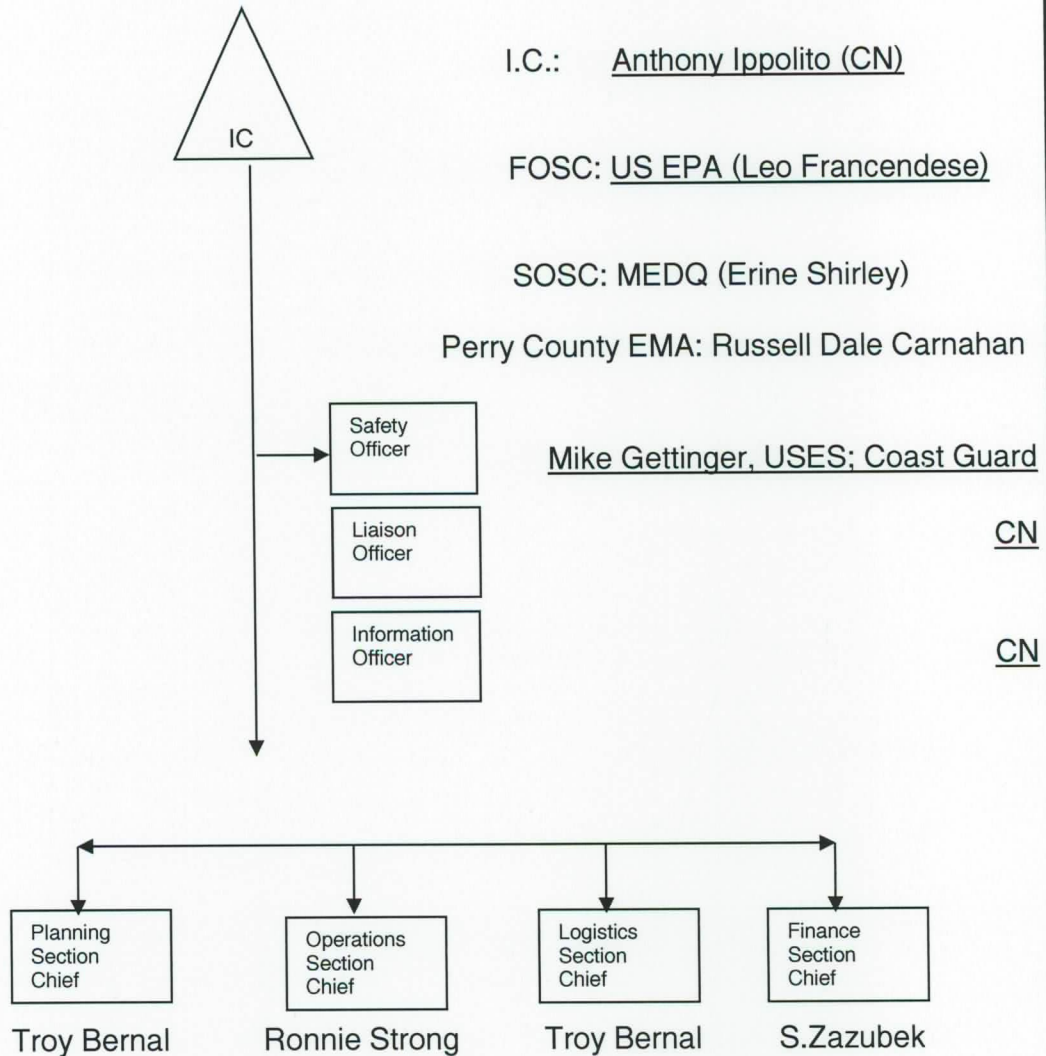 IC
I.C.: Anthony Ippolito (CN)
FOSC: US EPA (Leo Francendese)
SOSC: MEDQ (Erine Shirley)
Perry County EMA: Russell Dale Carnahan
Safety
Officer
Mike Gettinger, USES; Coast Guard
Liaison
Officer
CN
Information
Officer
CN
Planning
Section
Chief
Operations
Section
Chief
Logistics
Section
Chief
Finance
Section
Chief
Troy Bernal
Ronnie Strong
Troy Bernal
S.Zazubek